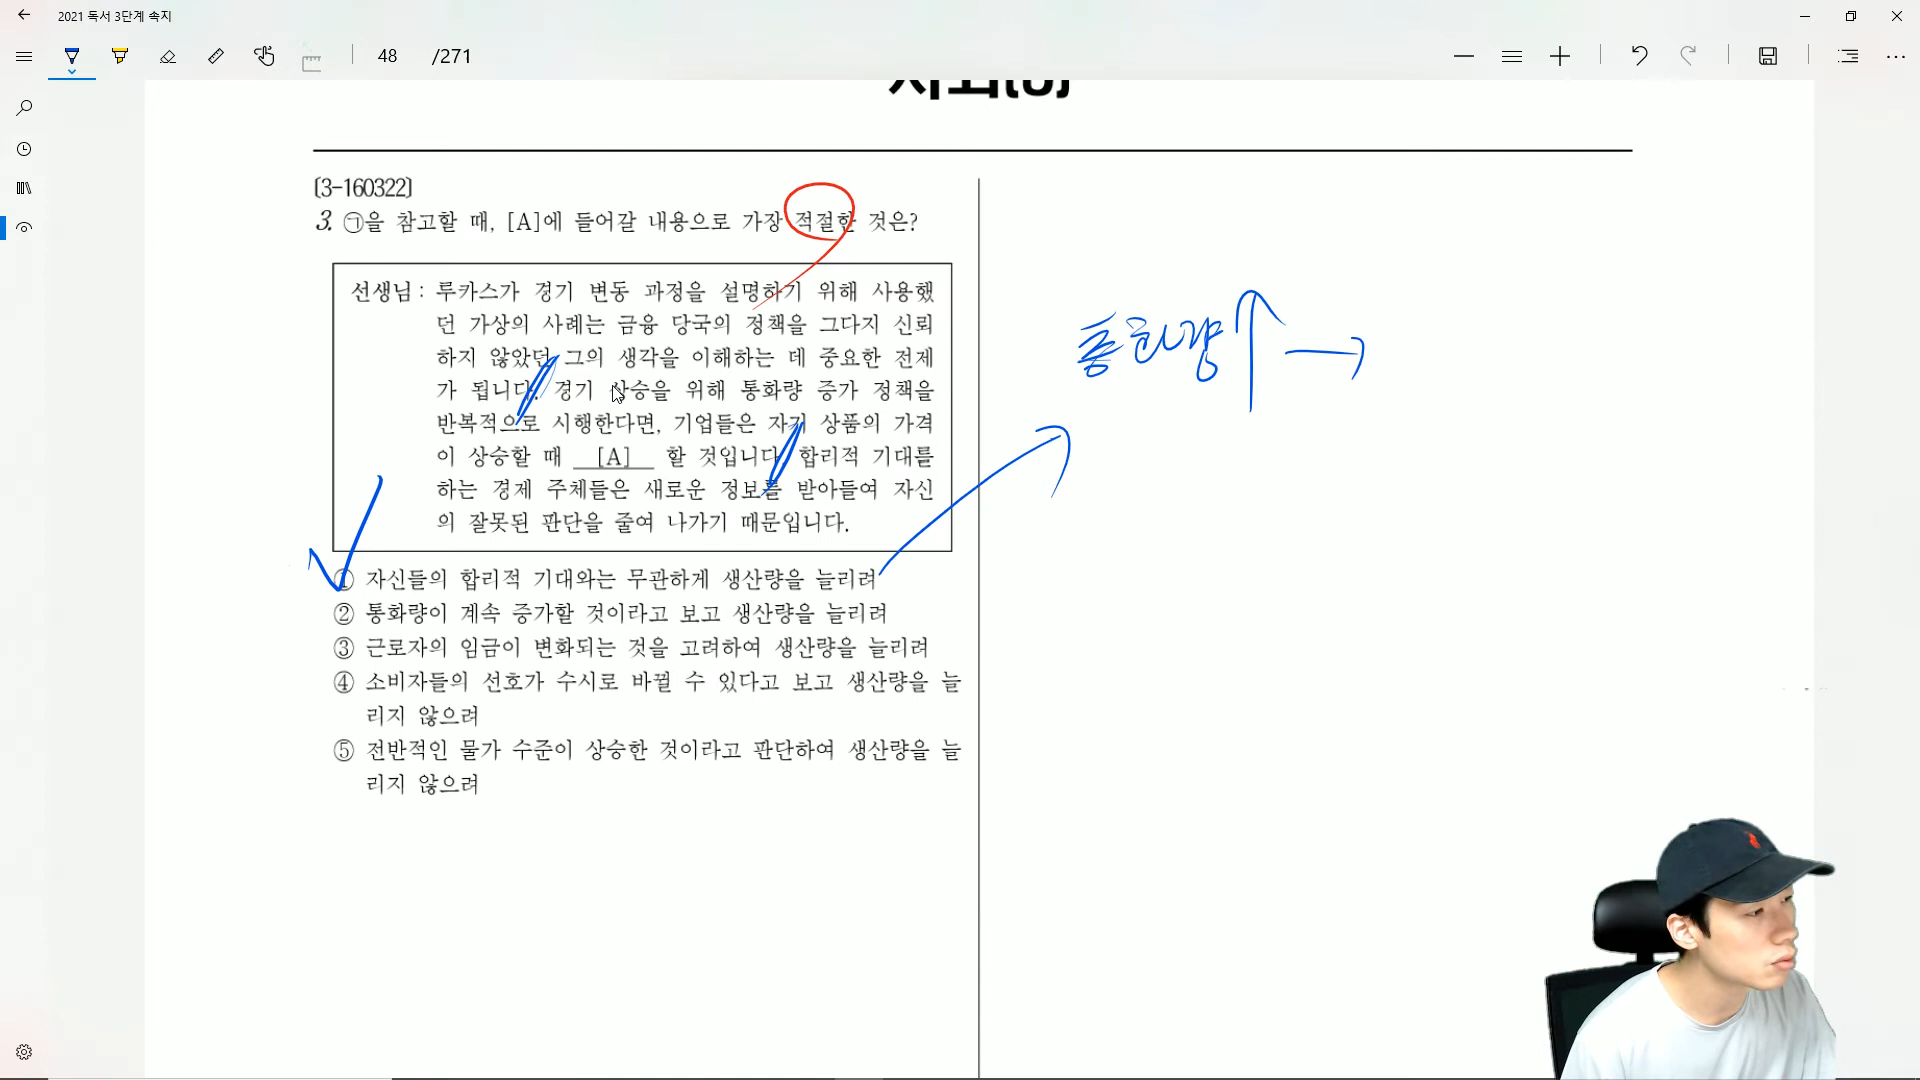 2021 독서 3단계 속지
48 /271
[3-160322]
3. ㉠을 참고할 때, [A]에 들어갈 내용으로 가장 적절한 것은?
선생님 : 루카스가 경기 변동 과정을 설명하기 위해 사용했
던 가상의 사례는 금융 당국의 정책을 그다지 신뢰
하지 않았던 그의 생각을 이해하는 데 중요한 전제
가 됩니다. 경기 상승을 위해 통화량 증가 정책을
반복적으로 시행한다면, 기업들은 자기 상품의 가격
이 상승할 때 [A] 할 것입니다. 합리적 기대를
하는 경제 주체들은 새로운 정보를 받아들여 자신
의 잘못된 판단을 줄여 나가기 때문입니다.
① 자신들의 합리적 기대와는 무관하게 생산량을 늘리려
② 통화량이 계속 증가할 것이라고 보고 생산량을 늘리려
③ 근로자의 임금이 변화되는 것을 고려하여 생산량을 늘리려
④ 소비자들의 선호가 수시로 바뀔 수 있다고 보고 생산량을 늘
리지 않으려
⑤ 전반적인 물가 수준이 상승한 것이라고 판단하여 생산량을 늘
리지 않으려
통화량 ↑ →